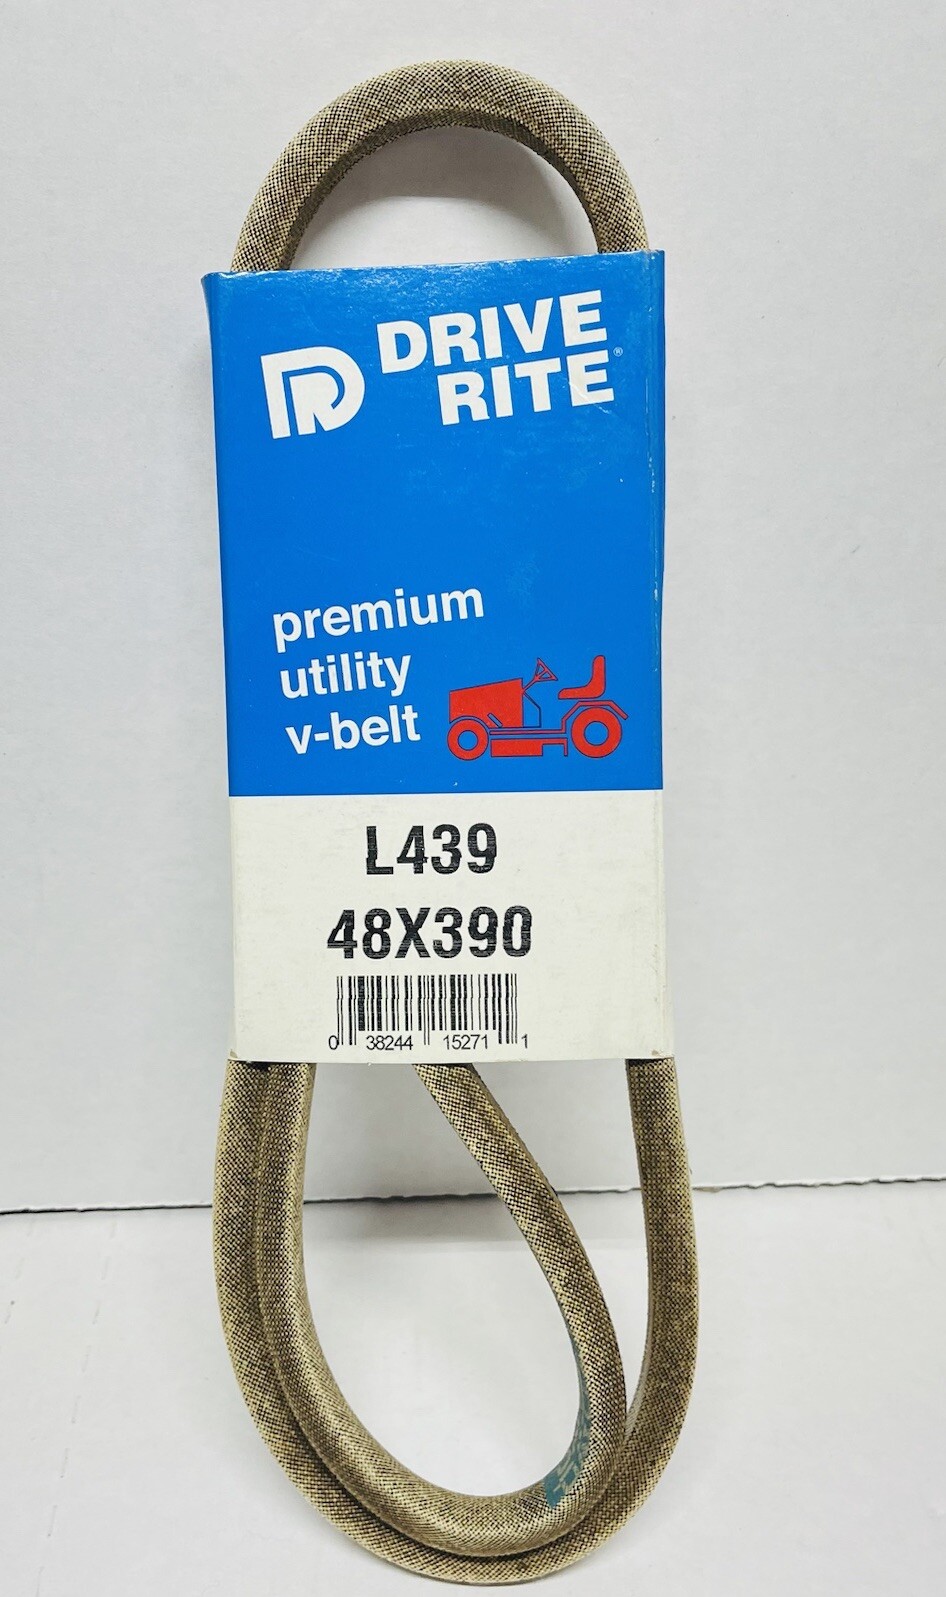 DRIVE
RITE®
premium
utility
v-belt
L439
48X390
0 38244 15271 1